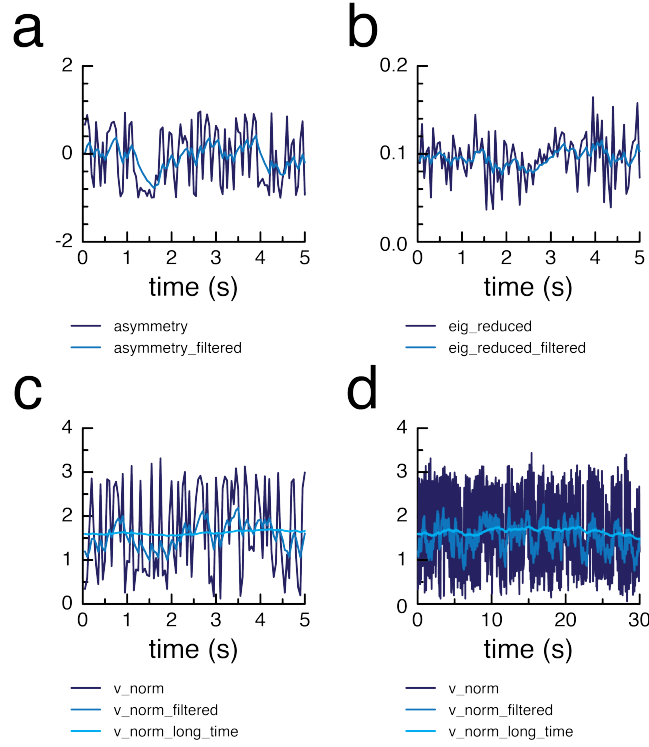 a
b
2
0
-2
0 1 2 3 4 5
time (s)
asymmetry
asymmetry_filtered
0.2
0.1
0.0
0 1 2 3 4 5
time (s)
eig_reduced
eig_reduced_filtered
c
d
4
3
2
1
0
0 1 2 3 4 5
time (s)
v_norm
v_norm_filtered
v_norm_long_time
4
3
2
1
0
0 10 20 30
time (s)
v_norm
v_norm_filtered
v_norm_long_time